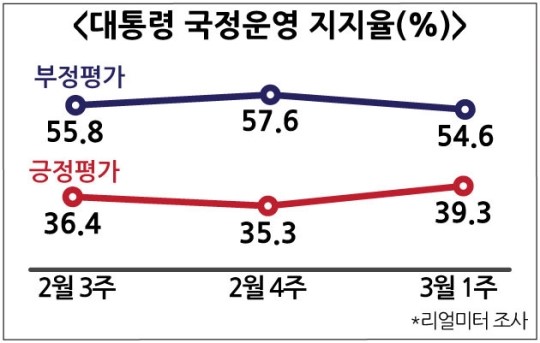 <대통령 국정운영 지지율(%)>
부정평가
55.8 57.6 54.6
긍정평가
36.4 35.3 39.3
2월 3주 2월 4주 3월 1주
*리얼미터 조사